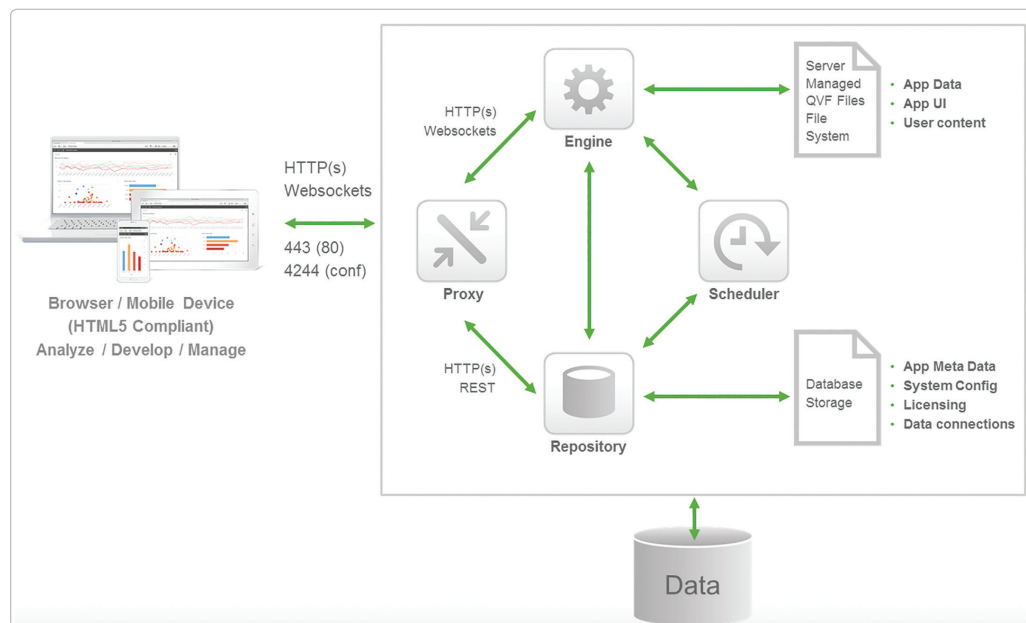 HTTP(s)
Websockets
443 (80)
4244 (conf)
Browser / Mobile Device
(HTML5 Compliant)
Analyze / Develop / Manage
HTTP(s)
Websockets
Engine
Proxy
Scheduler
HTTP(s)
REST
Repository
Server
Managed
QVF Files
File
System
• App Data
• App UI
• User content
Database
Storage
• App Meta Data
• System Config
• Licensing
• Data connections
Data